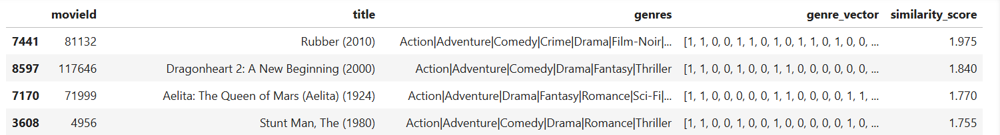 movieId title genres genre_vector similarity_score
7441 81132 Rubber (2010) Action|Adventure|Comedy|Crime|Drama|Film-Noir|... [1, 1, 0, 0, 1, 1, 0, 1, 0, 1, 1, 0, 1, 0, 0, ... 1.975
8597 117646 Dragonheart 2: A New Beginning (2000) Action|Adventure|Comedy|Drama|Fantasy|Thriller [1, 1, 0, 0, 1, 0, 0, 1, 1, 0, 0, 0, 0, 0, 0, ... 1.840
7170 71999 Aelita: The Queen of Mars (Aelita) (1924) Action|Adventure|Drama|Fantasy|Romance|Sci-Fi|... [1, 1, 0, 0, 0, 0, 0, 1, 1, 0, 0, 0, 0, 1, 1, ... 1.770
3608 4956 Stunt Man, The (1980) Action|Adventure|Comedy|Drama|Romance|Thriller [1, 1, 0, 0, 1, 0, 0, 1, 0, 0, 0, 0, 0, 1, 0, ... 1.755